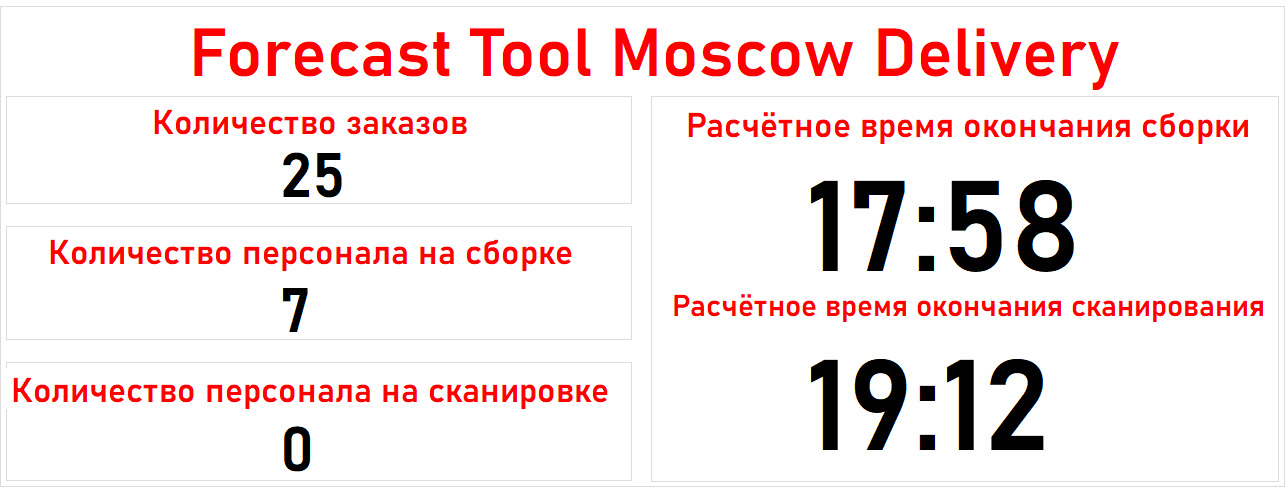 Forecast Tool Moscow Delivery
Количество заказов
25
Количество персонала на сборке
7
Количество персонала на сканировке
0
Расчётное время окончания сборки
17:58
Расчётное время окончания сканирования
19:12